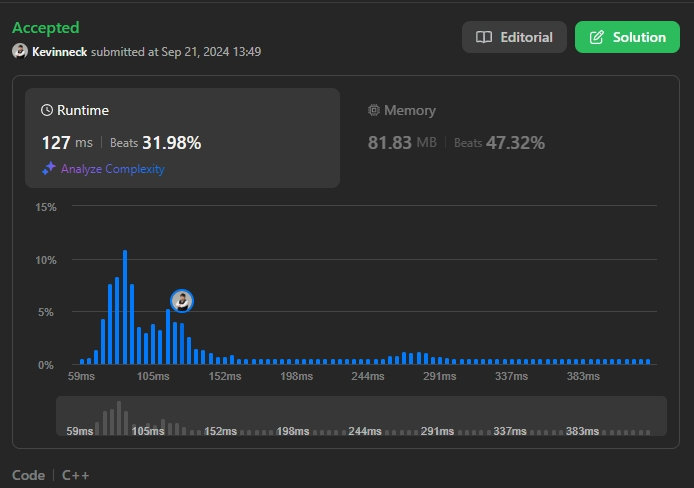 Accepted
Kevinneck submitted at Sep 21, 2024 13:49
Editorial
Solution
Runtime
127 ms | Beats 31.98%
Analyze Complexity
Memory
81.83 MB | Beats 47.32%
15%
10%
5%
0%
59ms 105ms 152ms 198ms 244ms 291ms 337ms 383ms
59ms 105ms 152ms 198ms 244ms 291ms 337ms 383ms
Code | C++